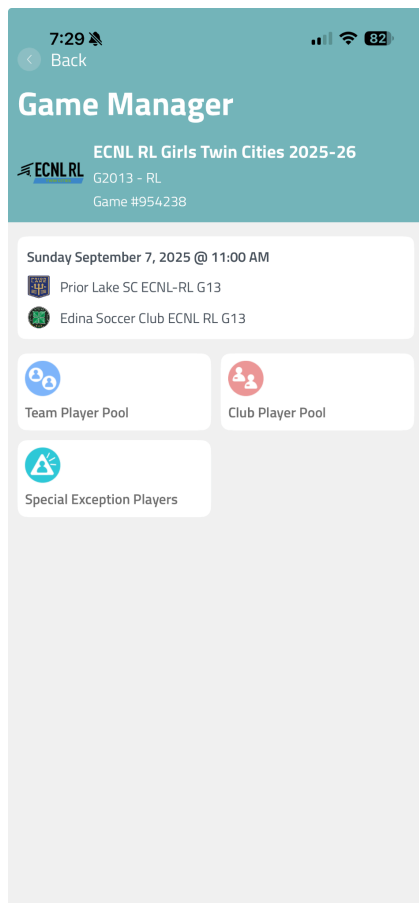 7:29
82
Back
Game Manager
ECNL RL
ECNL RL Girls Twin Cities 2025-26
G2013 - RL
Game #954238
Sunday September 7, 2025 @ 11:00 AM
Prior Lake SC ECNL-RL G13
Edina Soccer Club ECNL RL G13
Team Player Pool
Club Player Pool
Special Exception Players